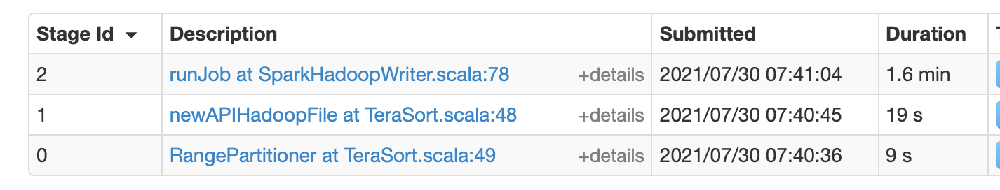 Stage Id Description Submitted Duration
2 runJob at SparkHadoopWriter.scala:78 +details 2021/07/30 07:41:04 1.6 min
1 newAPIHadoopFile at TeraSort.scala:48 +details 2021/07/30 07:40:45 19 s
0 RangePartitioner at TeraSort.scala:49 +details 2021/07/30 07:40:36 9 s